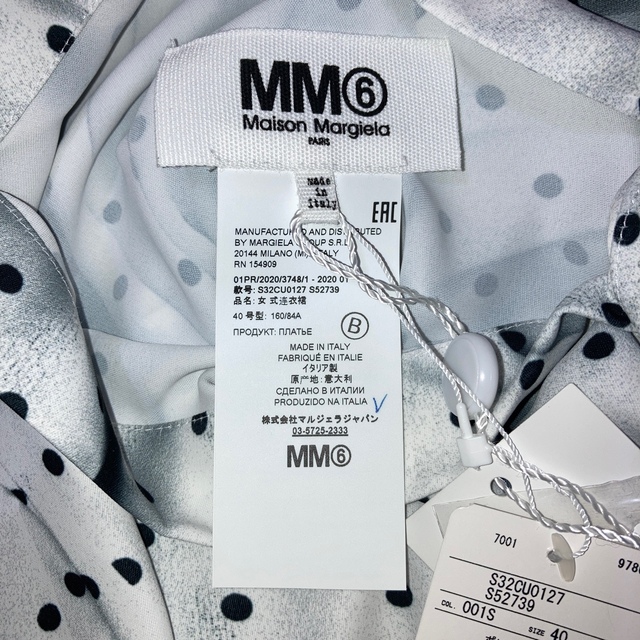 MM⑥
Maison Margiela
PARIS
Made
in
italy
EAC
MANUFACTURED AND DISTRIBUTED
BY MARGIELA GROUP S.R.L.
20144 MILANO (MI) ITALY
RN 154909
01PR/2020/3748/1 - 2020 01
款号: S32CU0127 S52739
品名: 女 式连衣裙
40 号型: 160/84A
ПРОДУКТ: ПЛАТЬЕ
B
MADE IN ITALY
FABRIQUÉ EN ITALIE
イタリア製
原产地: 意大利
СДЕЛАНО В ИТАЛИИ
PRODUZIDO NA ITALIA
株式会社マルジェラジャパン
03-5725-2333
MM⑥
7001
S32CU0127
S52739
COL. 001S
SIZE 40